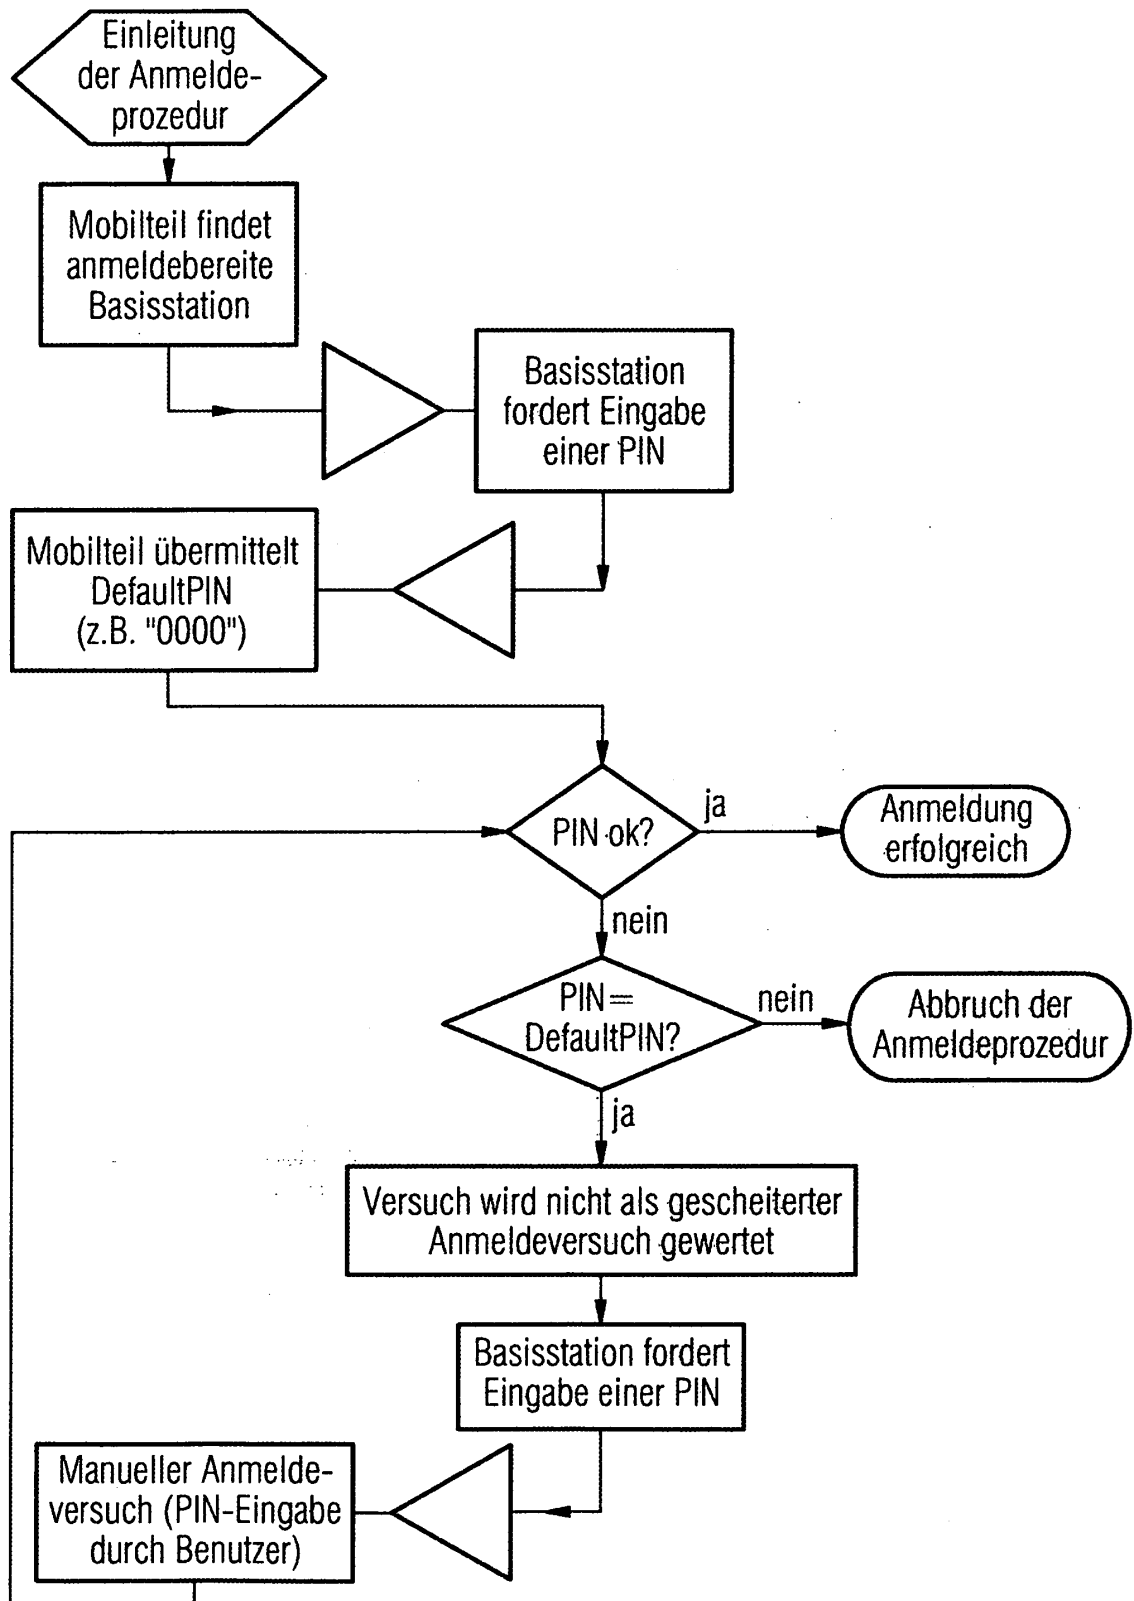 Einleitung
der Anmelde-
prozedur
Mobilteil findet
anmeldebereite
Basisstation
Basisstation
fordert Eingabe
einer PIN
Mobilteil übermittelt
DefaultPIN
(z.B. "0000")
PIN ok?
ja
Anmeldung
erfolgreich
nein
PIN=
DefaultPIN?
nein
Abbruch der
Anmeldeprozedur
ja
Versuch wird nicht als gescheiterter
Anmeldeversuch gewertet
Basisstation fordert
Eingabe einer PIN
Manueller Anmelde-
versuch (PIN-Eingabe
durch Benutzer)